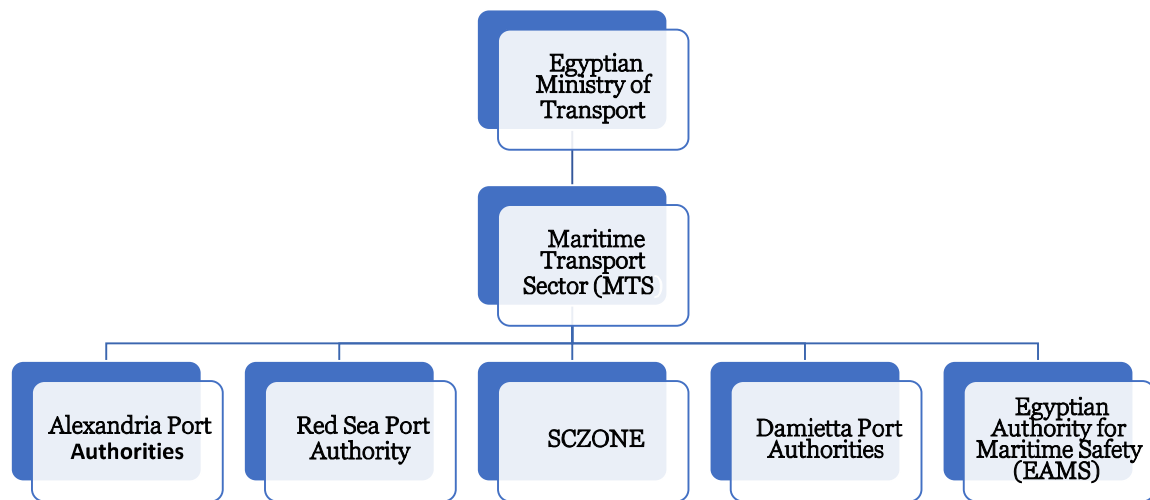 Egyptian
Ministry of
Transport
Maritime
Transport
Sector (MTS)
Alexandria Port
Authorities
Red Sea Port
Authority
SCZONE
Damietta Port
Authorities
Egyptian
Authority for
Maritime Safety
(EAMS)